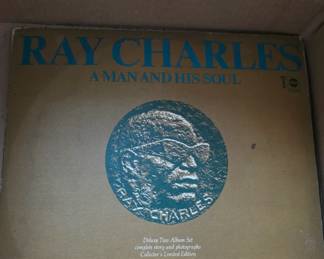 RAY CHARLES
A MAN AND HIS SOUL
RAY CHARLES
Deluxe Two Album Set
complete story and photographs
Collector's Limited Edition